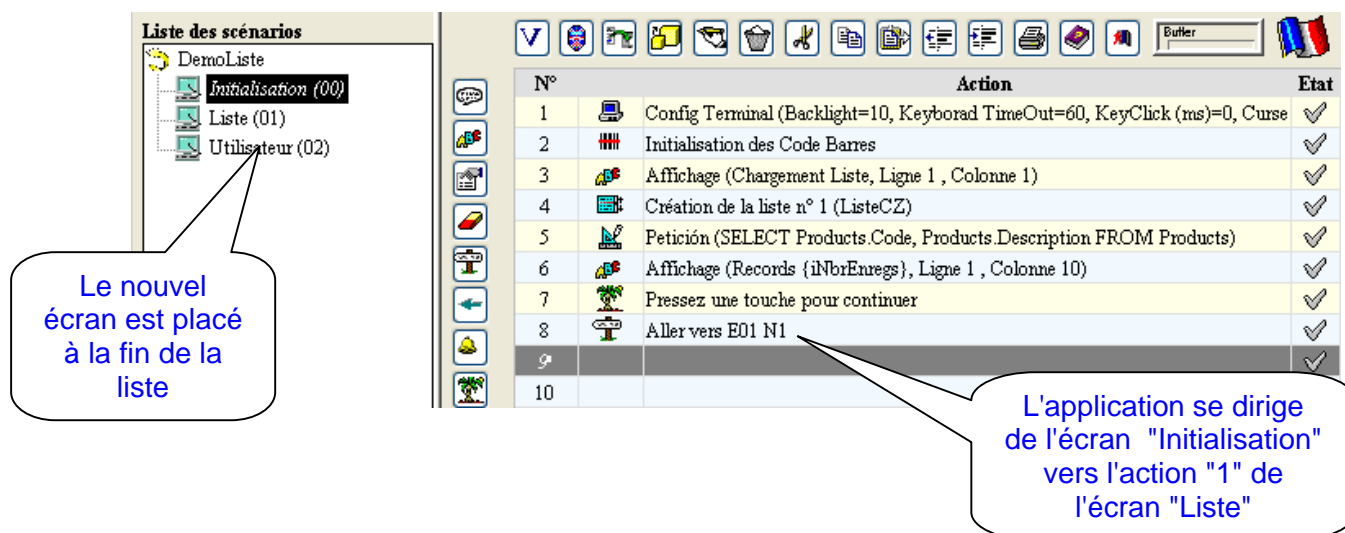 Liste des scénarios
DemoListe
Initialisation (00)
Liste (01)
Utilisateur (02)
Le nouvel
écran est placé
à la fin de la
liste
Buffer
N° Action Etat
1 Config Terminal (Backlight=10, Keyborad TimeOut=60, KeyClick (ms)=0, Curse
2 Initialisation des Code Barres
3 Affichage (Chargement Liste, Ligne 1 , Colonne 1)
4 Création de la liste n° 1 (ListeCZ)
5 Petición (SELECT Products.Code, Products.Description FROM Products)
6 Affichage (Records {iNbrEnregs}, Ligne 1 , Colonne 10)
7 Pressez une touche pour continuer
8 Aller vers E01 N1
9
10
L'application se dirige
de l'écran "Initialisation"
vers l'action "1" de
l'écran "Liste"